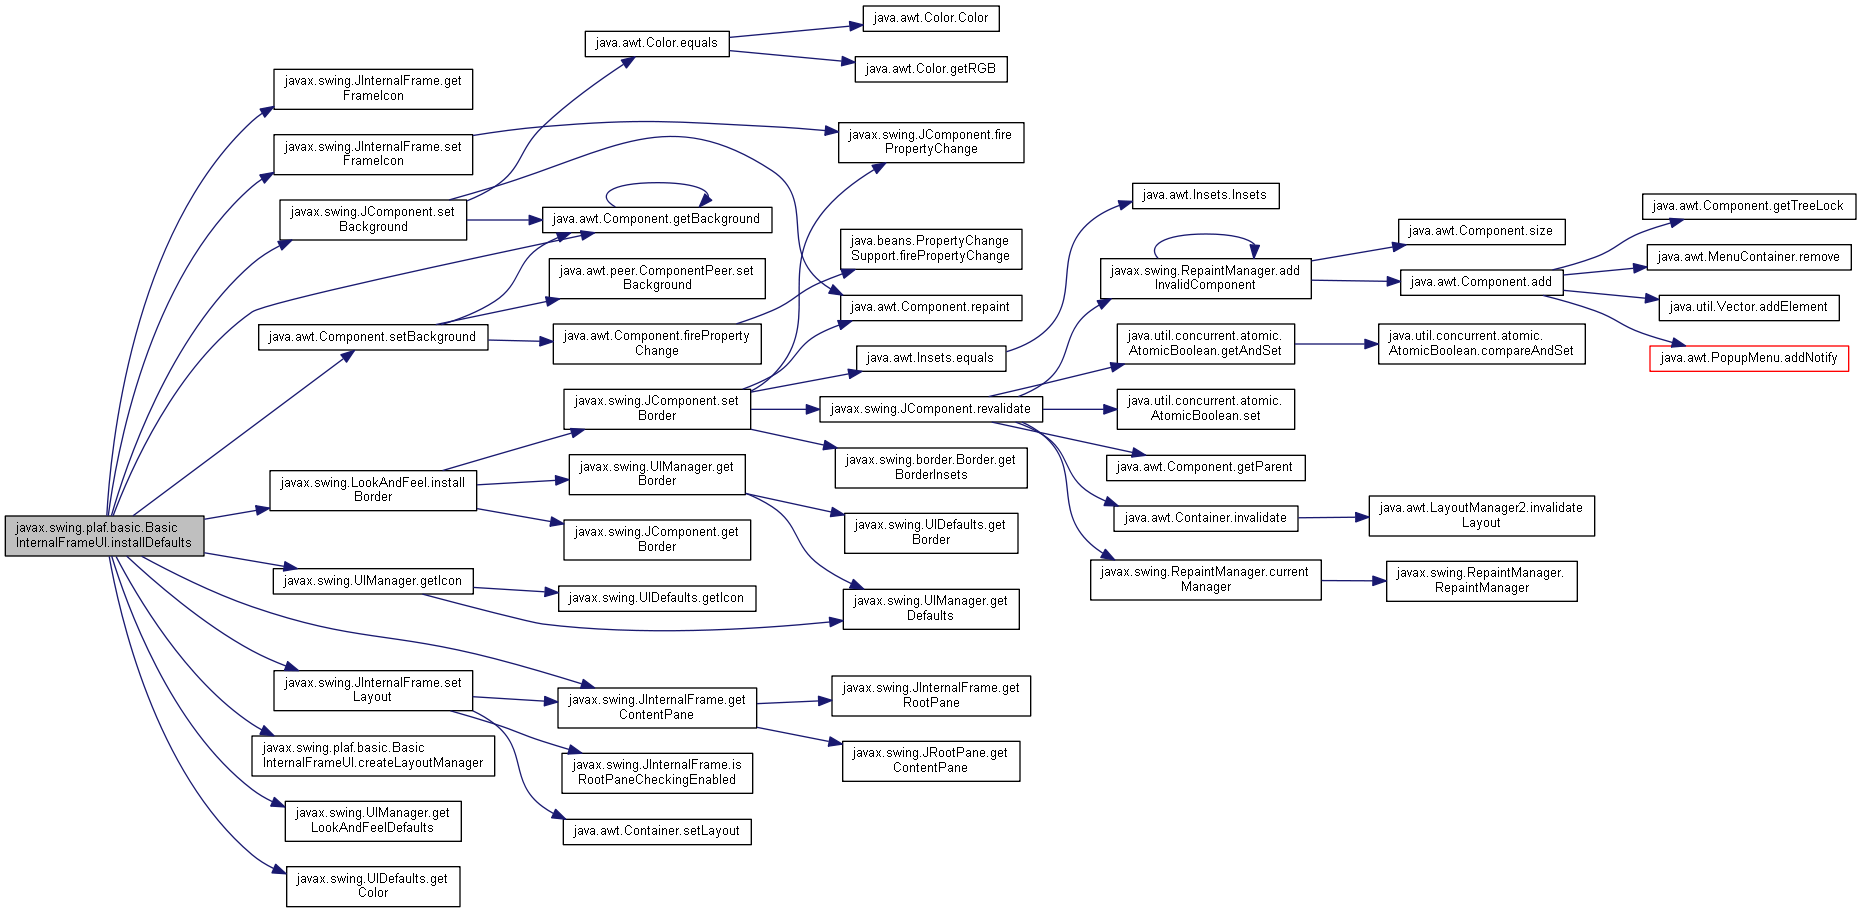 javax.swing.plaf.basic.Basic
InternalFrameUI.installDefaults
javax.swing.JInternalFrame.get
FrameIcon
javax.swing.JInternalFrame.set
FrameIcon
javax.swing.JComponent.set
Background
java.awt.Component.setBackground
javax.swing.LookAndFeel.install
Border
javax.swing.UIManager.getIcon
javax.swing.JInternalFrame.set
Layout
javax.swing.plaf.basic.Basic
InternalFrameUI.createLayoutManager
javax.swing.UIManager.get
LookAndFeelDefaults
javax.swing.UIDefaults.get
Color
java.awt.Color.equals
java.awt.Component.getBackground
java.awt.peer.ComponentPeer.set
Background
java.awt.Component.fireProperty
Change
javax.swing.JComponent.set
Border
javax.swing.UIManager.get
Border
javax.swing.JComponent.get
Border
javax.swing.UIDefaults.getIcon
javax.swing.JInternalFrame.get
ContentPane
javax.swing.JInternalFrame.is
RootPaneCheckingEnabled
java.awt.Container.setLayout
java.awt.Color.Color
java.awt.Color.getRGB
javax.swing.JComponent.fire
PropertyChange
java.beans.PropertyChange
Support.firePropertyChange
java.awt.Component.repaint
java.awt.Insets.equals
javax.swing.JComponent.revalidate
javax.swing.border.Border.get
BorderInsets
javax.swing.UIDefaults.get
Border
javax.swing.UIManager.get
Defaults
javax.swing.JInternalFrame.get
RootPane
javax.swing.JRootPane.get
ContentPane
java.awt.Insets.Insets
javax.swing.RepaintManager.add
InvalidComponent
java.util.concurrent.atomic.
AtomicBoolean.getAndSet
java.util.concurrent.atomic.
AtomicBoolean.set
java.awt.Component.getParent
java.awt.Container.invalidate
javax.swing.RepaintManager.current
Manager
java.awt.Component.size
java.awt.Component.add
java.util.concurrent.atomic.
AtomicBoolean.compareAndSet
java.awt.LayoutManager2.invalidate
Layout
javax.swing.RepaintManager.
RepaintManager
java.awt.Component.getTreeLock
java.awt.MenuContainer.remove
java.util.Vector.addElement
java.awt.PopupMenu.addNotify